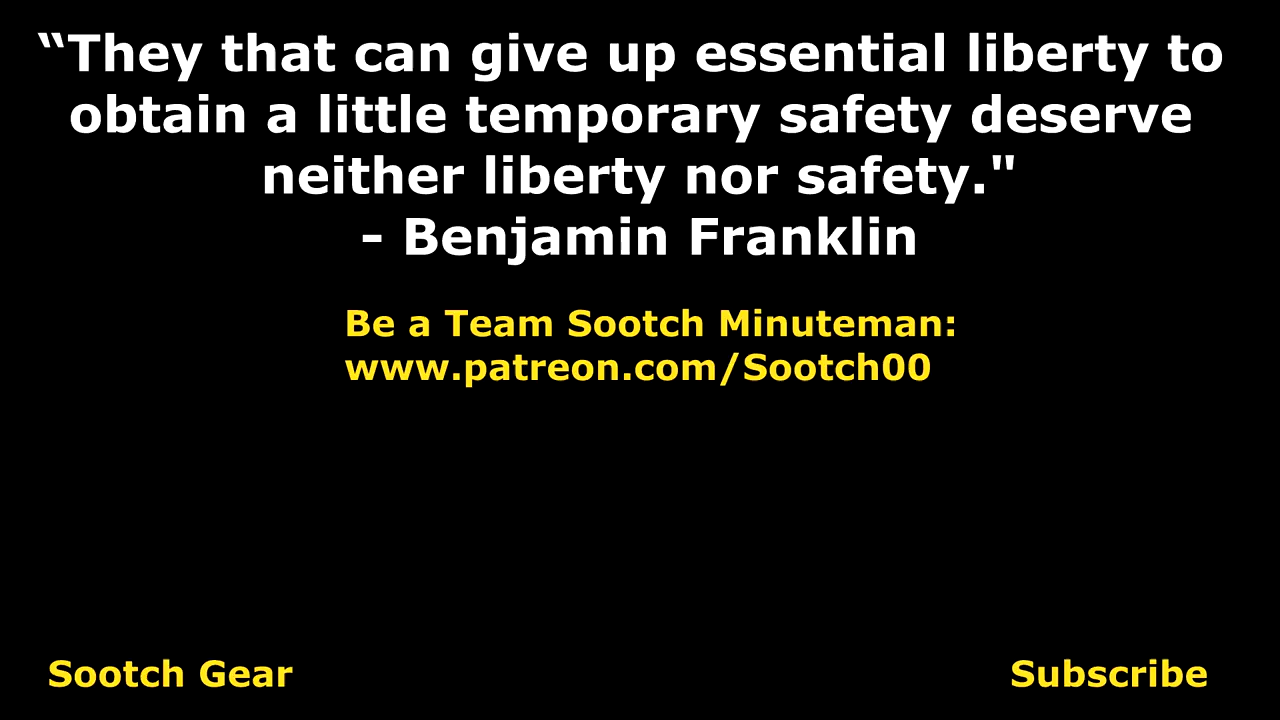 “They that can give up essential liberty to
obtain a little temporary safety deserve
neither liberty nor safety."
- Benjamin Franklin
Be a Team Sootch Minuteman:
www.patreon.com/Sootch00
Sootch Gear
Subscribe